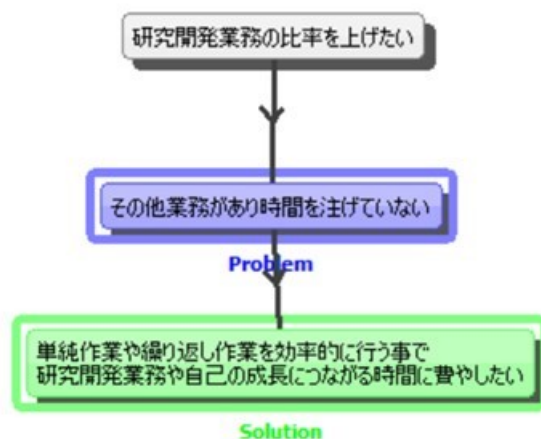 研究開発業務の比率を上げたい
その他業務があり時間を注げていない
Problem
単純作業や繰り返し作業を効率的に行う事で
研究開発業務や自己の成長につながる時間に費やしたい
Solution